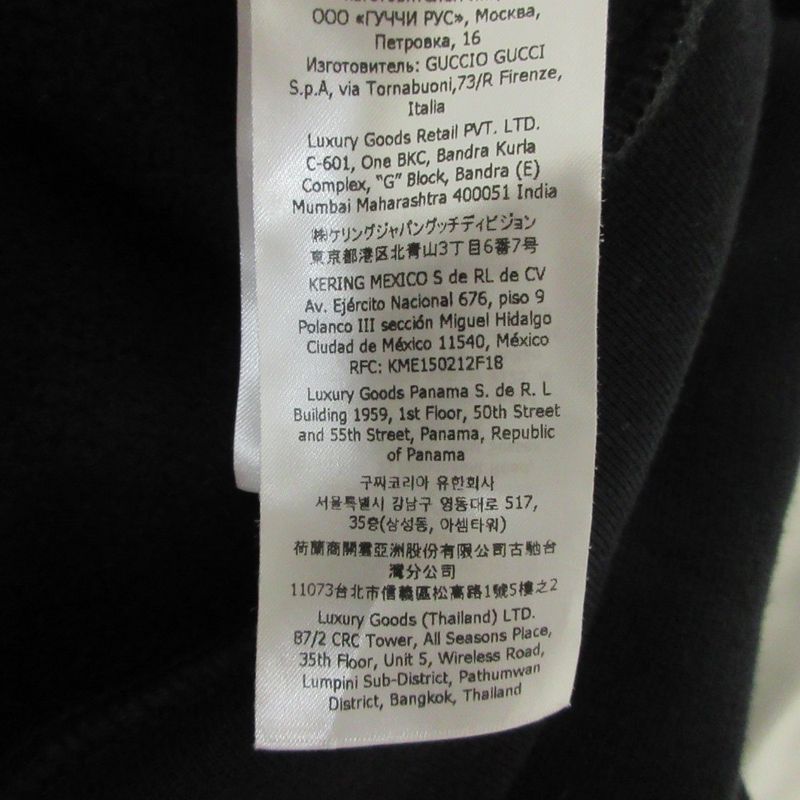 ООО «ГУЧЧИ РУС», Москва,
Петровка, 16
Изготовитель: GUCCIO GUCCI
S.p.A, via Tornabuoni,73/R Firenze,
Italia
Luxury Goods Retail PVT. LTD.
C-601, One BKC, Bandra Kurla
Complex, "G" Block, Bandra (E)
Mumbai Maharashtra 400051 India
㈱ケリングジャパングッチディビジョン
東京都港区北青山3丁目6番7号
KERING MEXICO S de RL de CV
Av. Ejército Nacional 676, piso 9
Polanco III sección Miguel Hidalgo
Ciudad de México 11540, México
RFC: KME150212F18
Luxury Goods Panama S. de R. L
Building 1959, 1st Floor, 50th Street
and 55th Street, Panama, Republic
of Panama
구찌코리아 유한회사
서울특별시 강남구 영동대로 517,
35층(삼성동, 아셈타워)
荷蘭商開雲亞洲股份有限公司古馳台
灣分公司
11073台北市信義區松高路1號5樓之2
Luxury Goods (Thailand) LTD.
87/2 CRC Tower, All Seasons Place,
35th Floor, Unit 5, Wireless Road,
Lumpini Sub-District, Pathumwan
District, Bangkok, Thailand